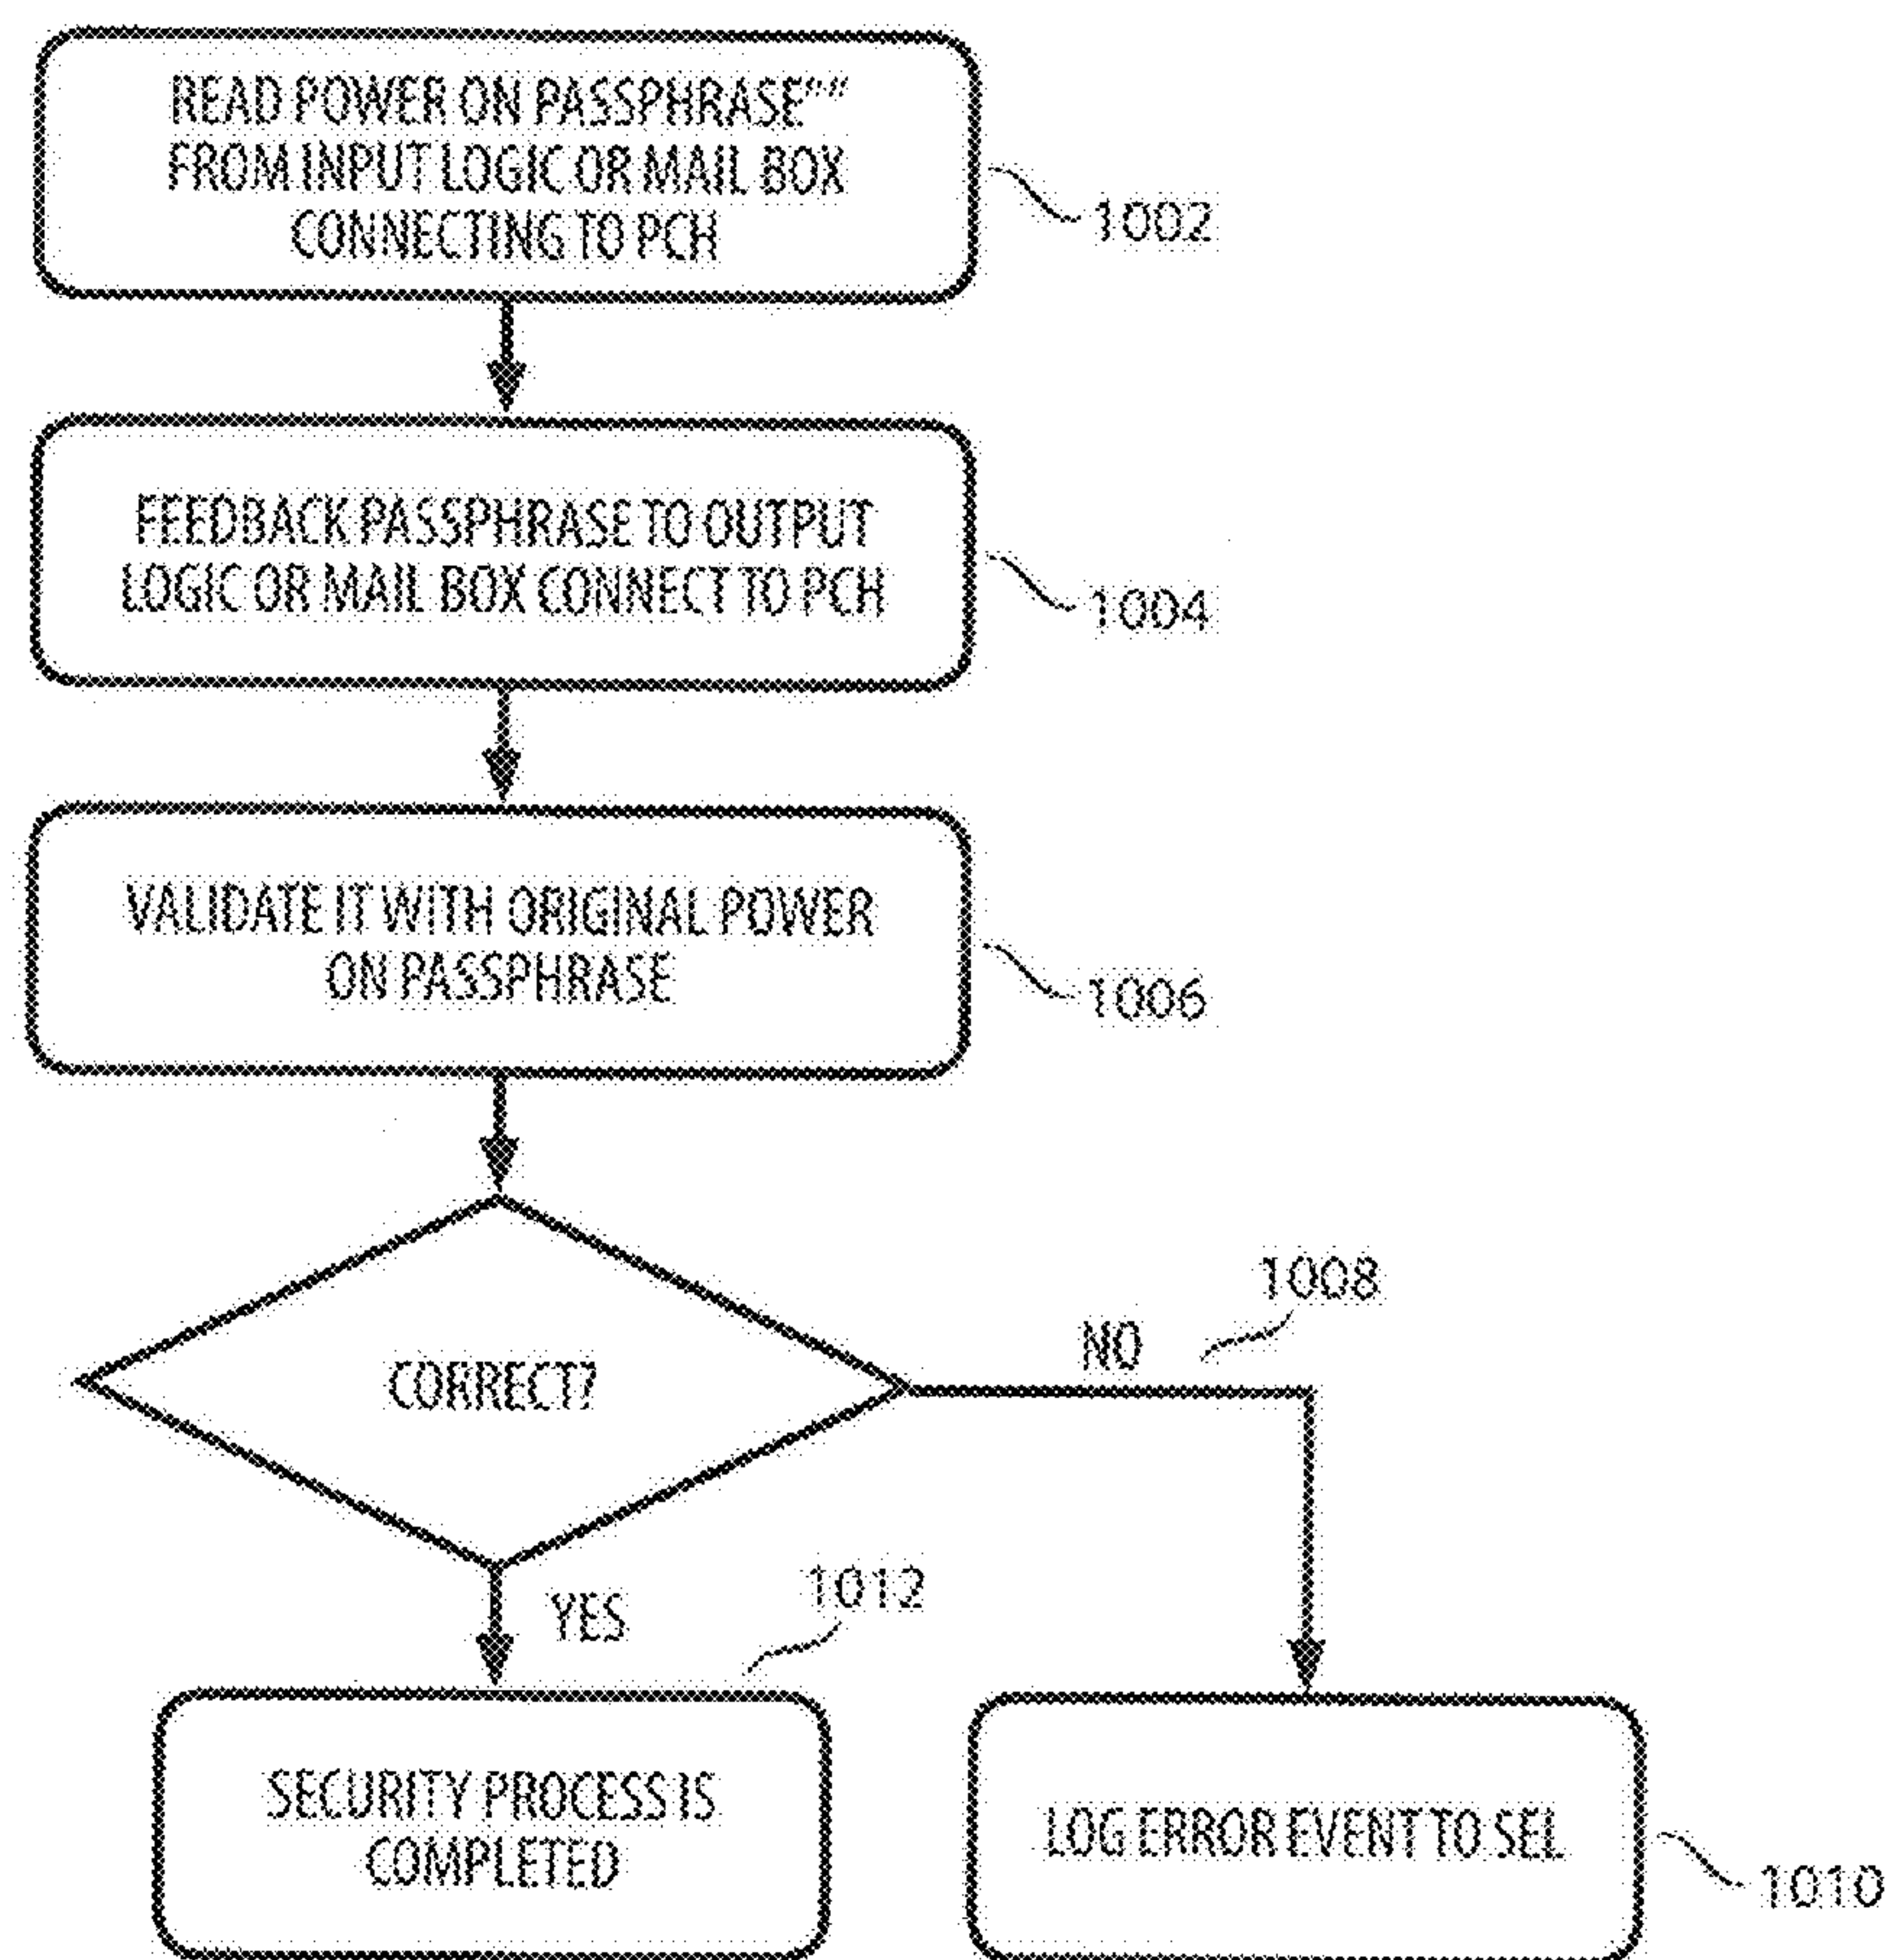 READ POWER ON PASSPHRASE“”
FROM INPUT LOGIC OR MAIL BOX
CONNECTING TO PCH
1002
FEEDBACK PASSPHRASE TO OUTPUT
LOGIC OR MAIL BOX CONNECT TO PCH
1004
VALIDATE IT WITH ORIGINAL POWER
ON PASSPHRASE
1006
CORRECT?
NO
1008
YES
1012
SECURITY PROCESS IS
COMPLETED
LOG ERROR EVENT TO SEL
1010